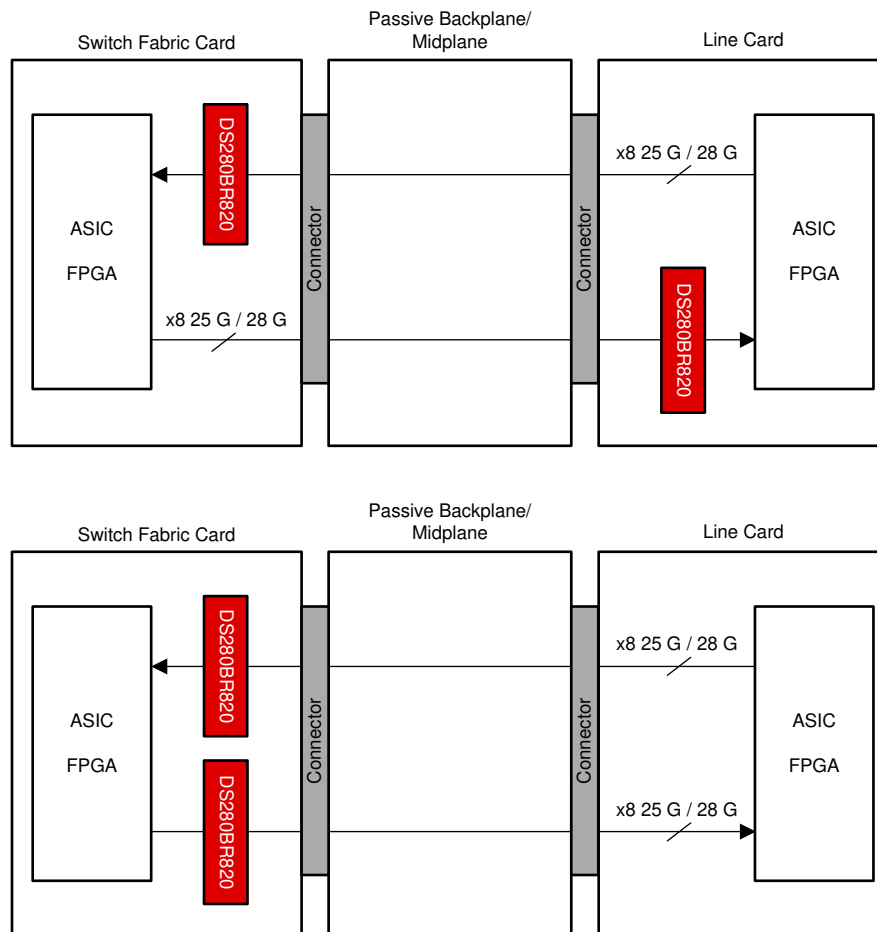 Passive Backplane/
Midplane
Switch Fabric Card
Line Card
DS280BR820
x8 25 G / 28 G
ASIC
FPGA
Connector
Connector
ASIC
FPGA
x8 25 G / 28 G
DS280BR820
Passive Backplane/
Midplane
Switch Fabric Card
Line Card
DS280BR820
x8 25 G / 28 G
ASIC
FPGA
Connector
Connector
ASIC
FPGA
DS280BR820
x8 25 G / 28 G